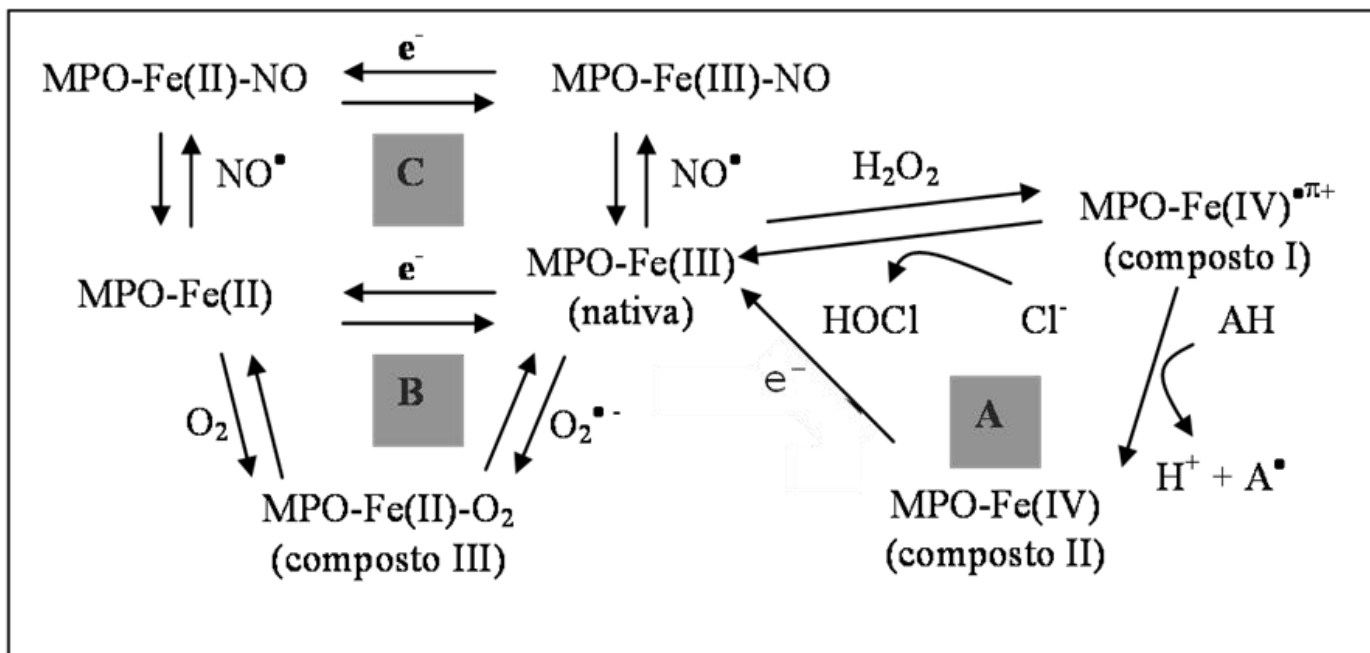 e⁻
MPO-Fe(II)-NO MPO-Fe(III)-NO
C
NO• NO•
H₂O₂
MPO-Fe(IV)•π+
(composto I)
e⁻
MPO-Fe(II) MPO-Fe(III)
(nativa)
HOCl Cl⁻ AH
B
e⁻
A
O₂ O₂•-
H⁺ + A•
MPO-Fe(II)-O₂
(composto III)
MPO-Fe(IV)
(composto II)